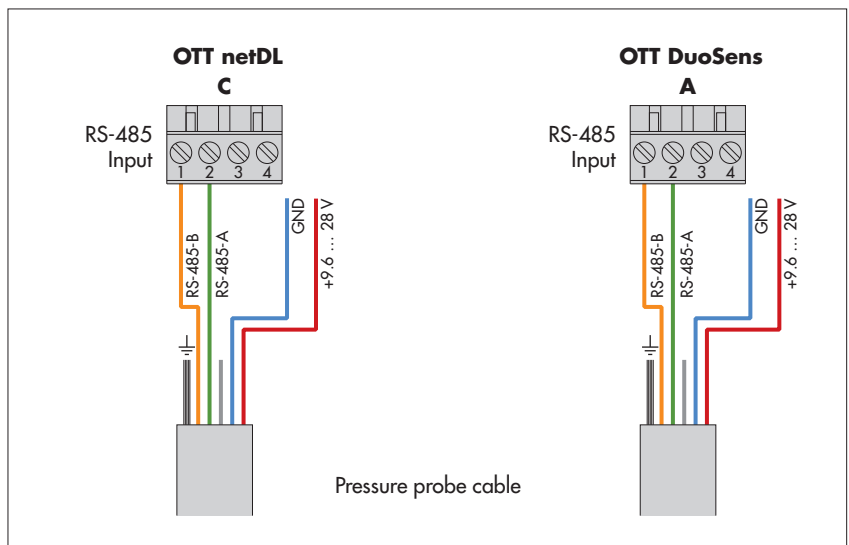 OTT netDL
C
RS-485
Input
1 2 3 4
RS-485-B
RS-485-A
GND
+9.6 ... 28 V
OTT DuoSens
A
RS-485
Input
1 2 3 4
RS-485-B
RS-485-A
GND
+9.6 ... 28 V
Pressure probe cable